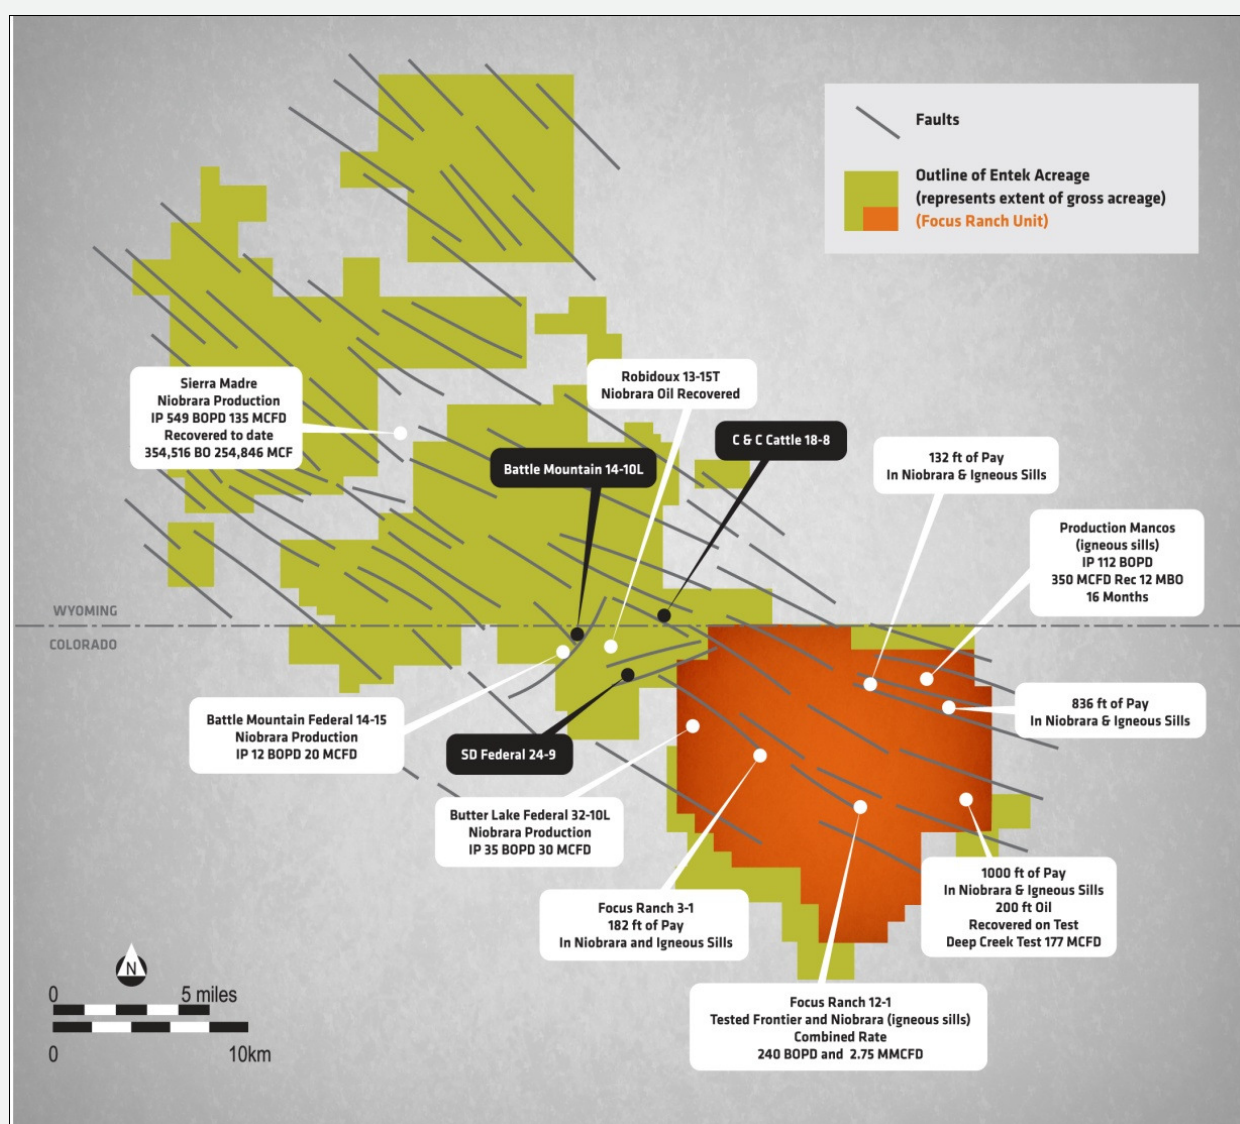 Faults
Outline of Entek Acreage
(represents extent of gross acreage)
(Focus Ranch Unit)
Sierra Madre
Niobrara Production
IP 549 BOPD 135 MCFD
Recovered to date
354,516 BO 254,846 MCF
Robidoux 13-15T
Niobrara Oil Recovered
C & C Cattle 18-8
Battle Mountain 14-10L
132 ft of Pay
In Niobrara & Igneous Sills
Production Mancos
(igneous sills)
IP 112 BOPD
350 MCFD Rec 12 MBO
16 Months
WYOMING
COLORADO
836 ft of Pay
In Niobrara & Igneous Sills
Battle Mountain Federal 14-15
Niobrara Production
IP 12 BOPD 20 MCFD
SD Federal 24-9
Butter Lake Federal 32-10L
Niobrara Production
IP 35 BOPD 30 MCFD
Focus Ranch 3-1
182 ft of Pay
In Niobrara and Igneous Sills
1000 ft of Pay
In Niobrara & Igneous Sills
200 ft Oil
Recovered on Test
Deep Creek Test 177 MCFD
Focus Ranch 12-1
Tested Frontier and Niobrara (igneous sills)
Combined Rate
240 BOPD and 2.75 MMCFD
N
0 5 miles
0 10km